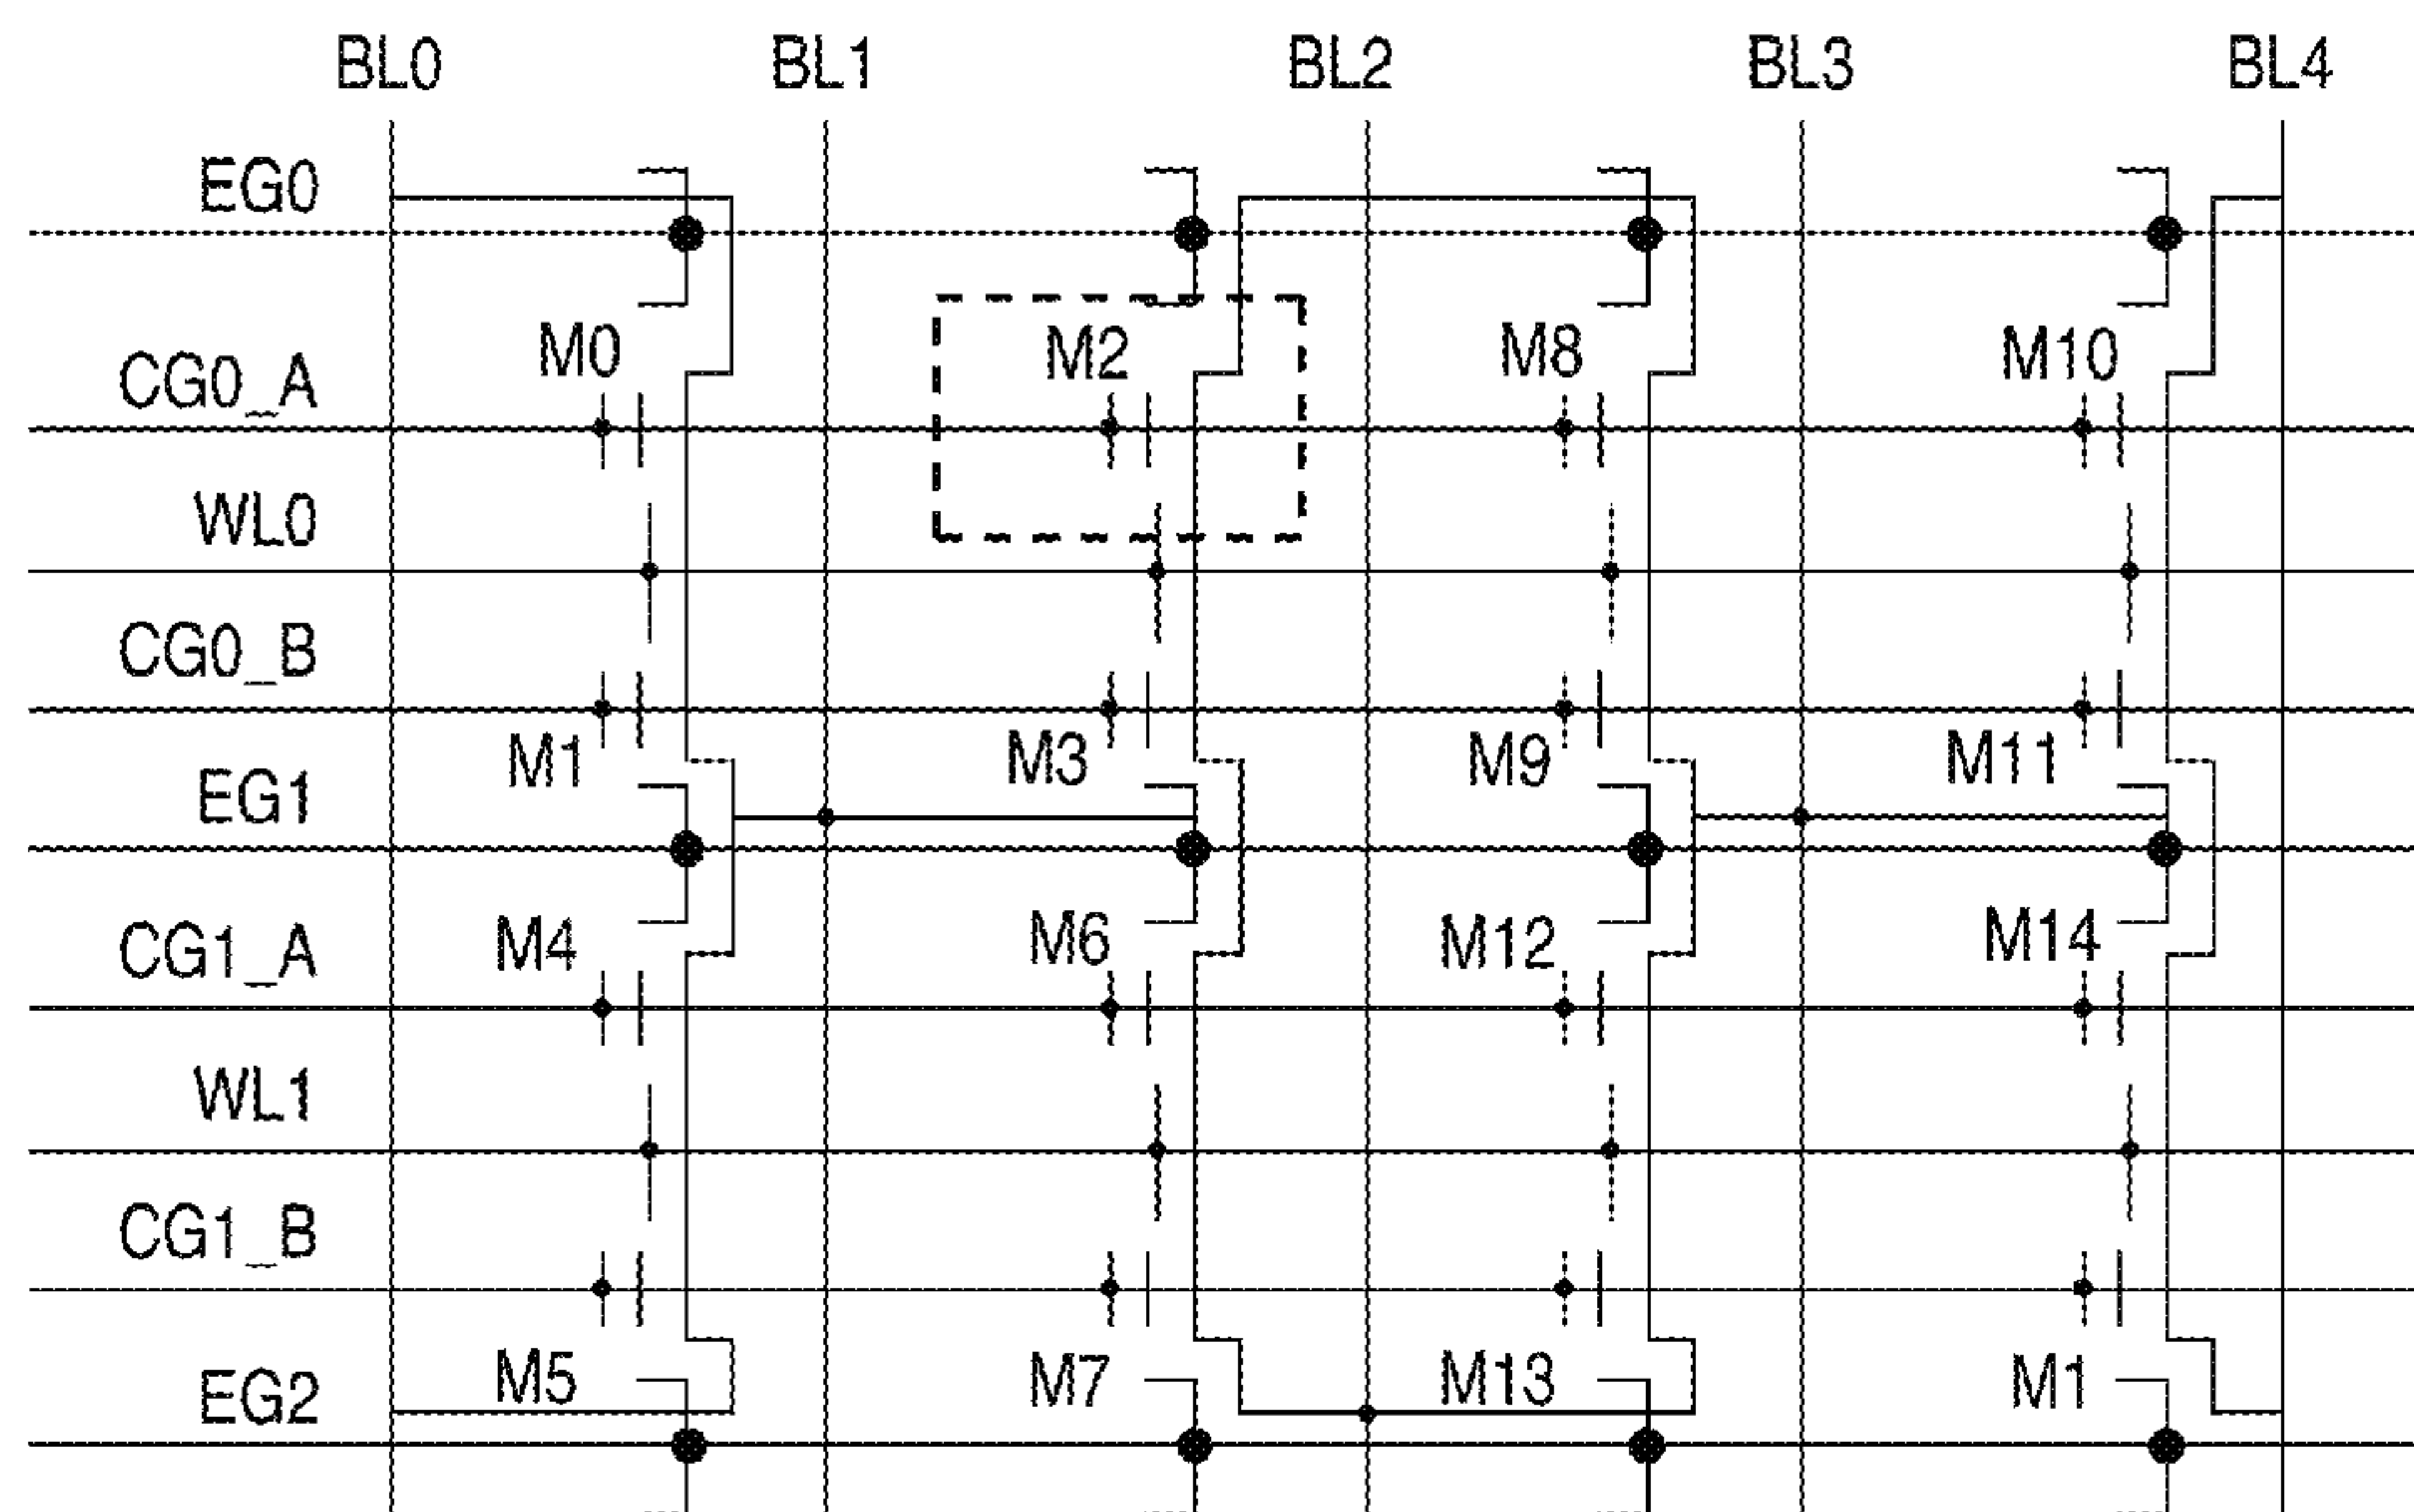 BL0 BL1 BL2 BL3 BL4
EG0
M0 M2 M8 M10
CG0_A
WL0
CG0_B
M1 M3 M9 M11
EG1
M4 M6 M12 M14
CG1_A
WL1
CG1_B
M5 M7 M13 M1
EG2